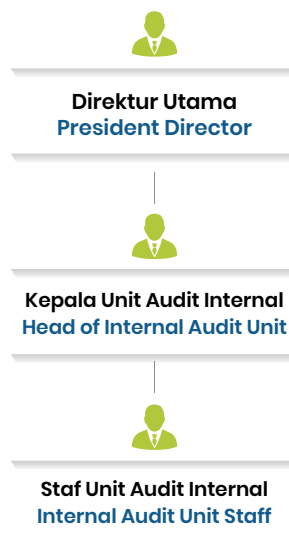 Direktur Utama
President Director
Kepala Unit Audit Internal
Head of Internal Audit Unit
Staf Unit Audit Internal
Internal Audit Unit Staff